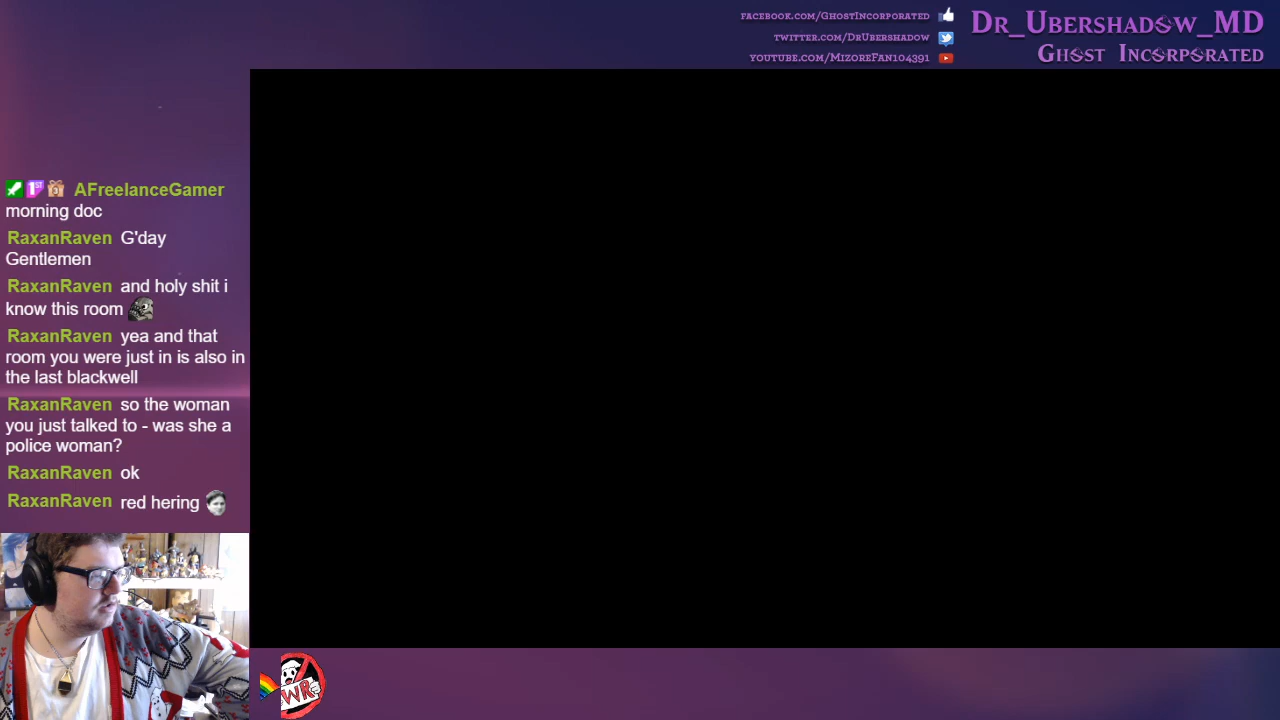 FACEBOOK.COM/GHOSTINCORPORATED
TWITTER.COM/DRUBERSHADOW
YOUTUBE.COM/MIZOREFAN104391
DR_UBERSHADOW_MD
GHOST INCORPORATED
1ST AFreelanceGamer
morning doc
RaxanRaven G'day
Gentlemen
RaxanRaven and holy shit i
know this room
RaxanRaven yea and that
room you were just in is also in
the last blackwell
RaxanRaven so the woman
you just talked to - was she a
police woman?
RaxanRaven ok
RaxanRaven red hering
WR